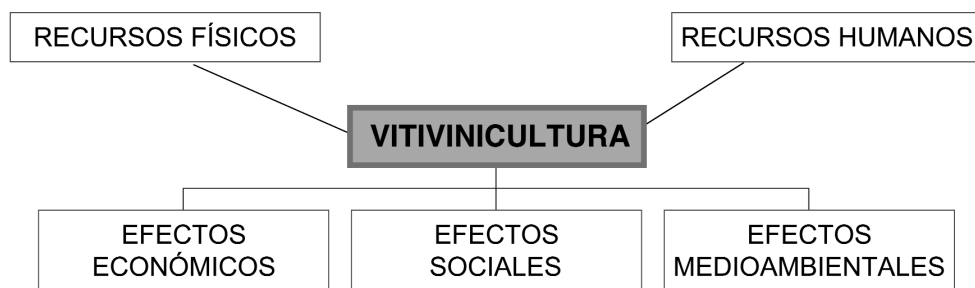 RECURSOS FÍSICOS
RECURSOS HUMANOS
VITIVINICULTURA
EFECTOS
ECONÓMICOS
EFECTOS
SOCIALES
EFECTOS
MEDIOAMBIENTALES